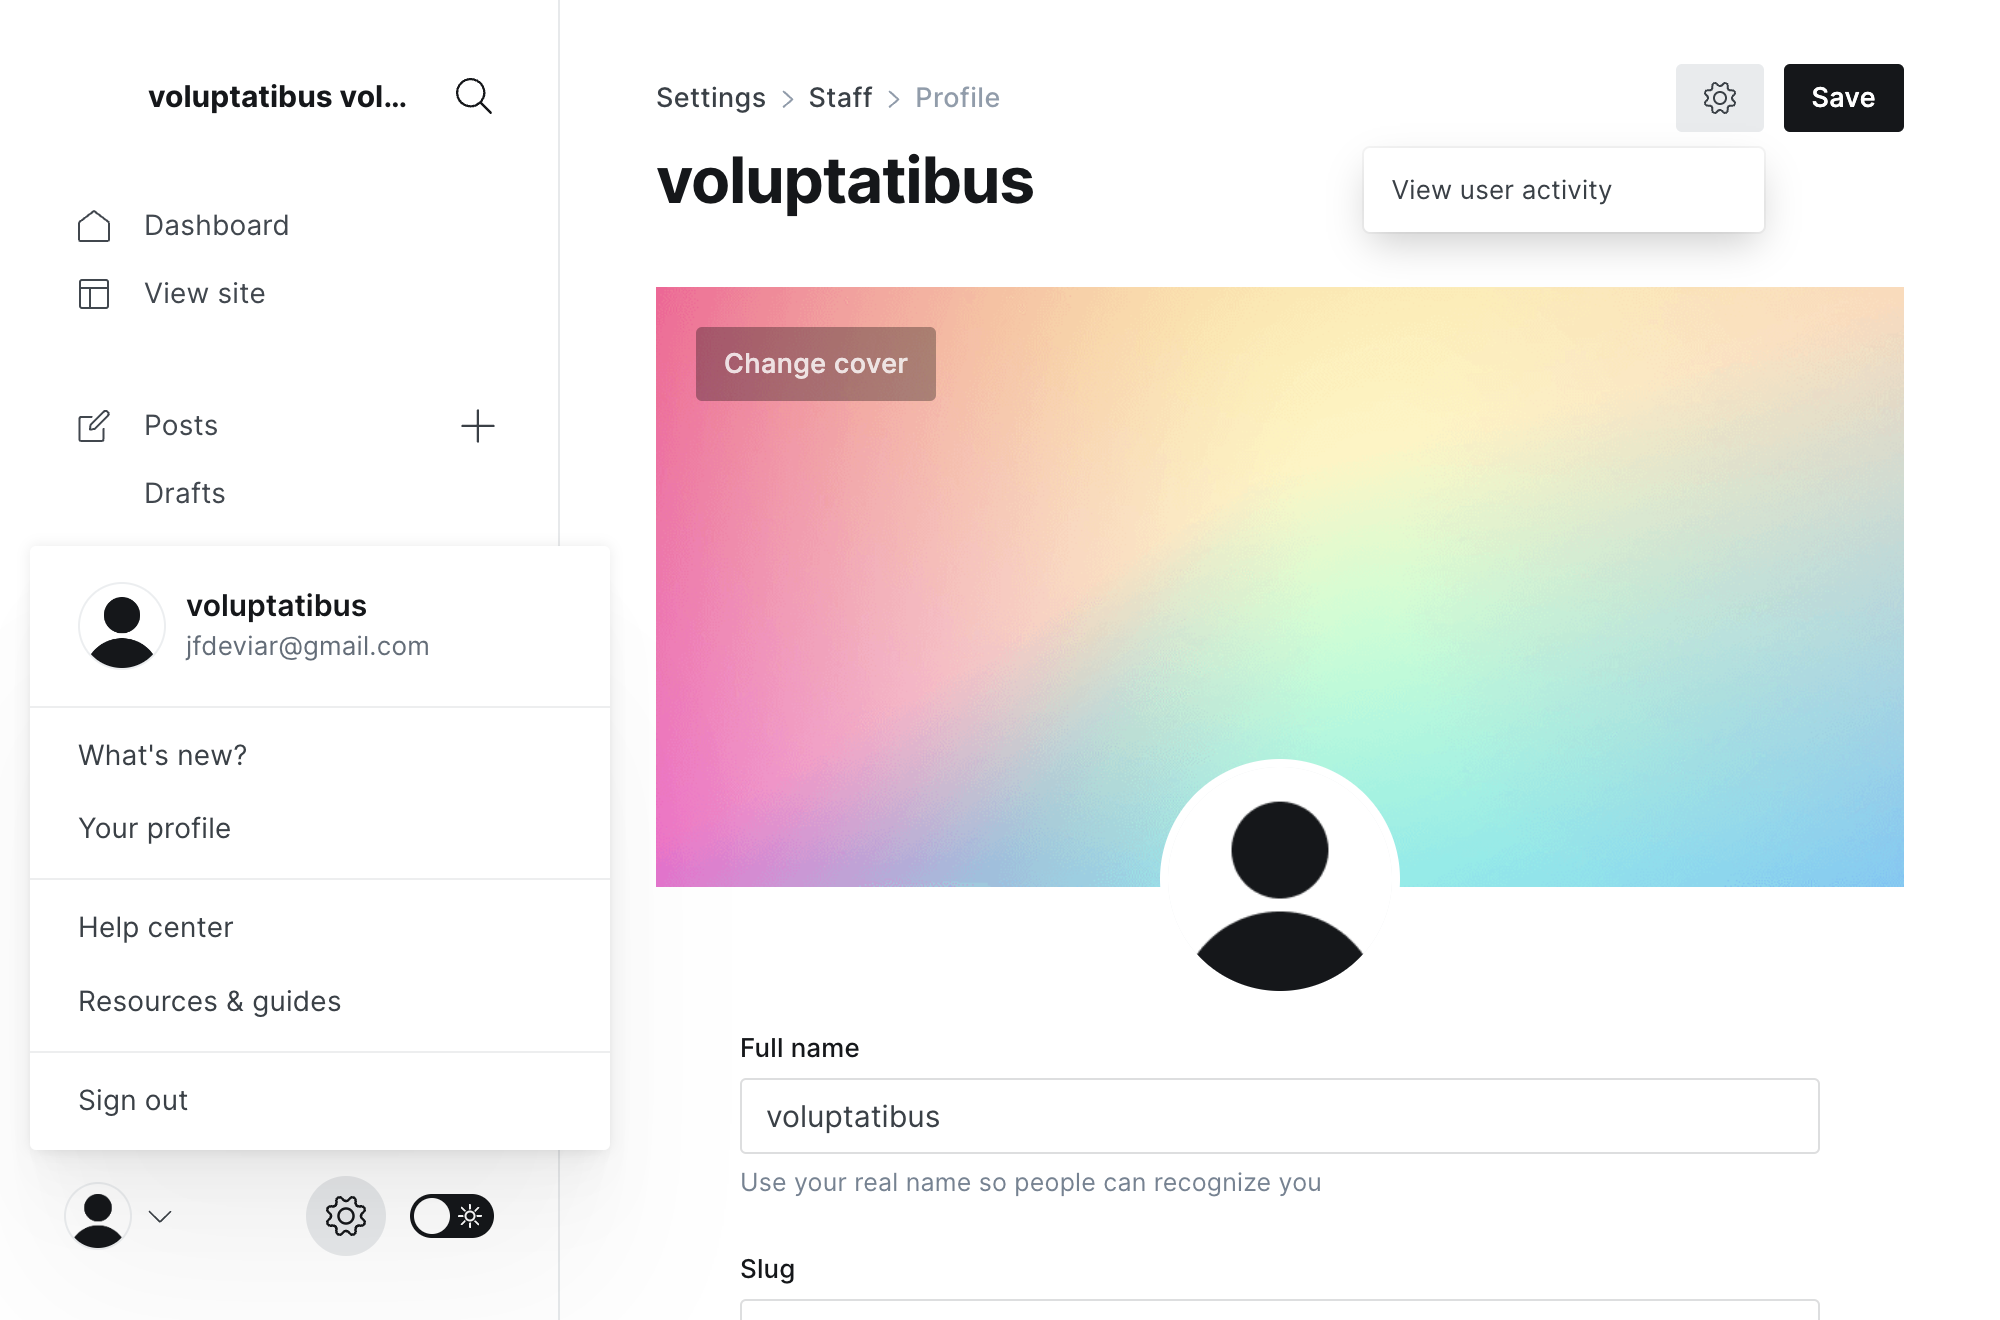 voluptatibus vol...
Dashboard
View site
Posts
Drafts
voluptatibus
jfdeviar@gmail.com
What's new?
Your profile
Help center
Resources & guides
Sign out
Settings > Staff > Profile
Save
voluptatibus
View user activity
Change cover
Full name
voluptatibus
Use your real name so people can recognize you
Slug